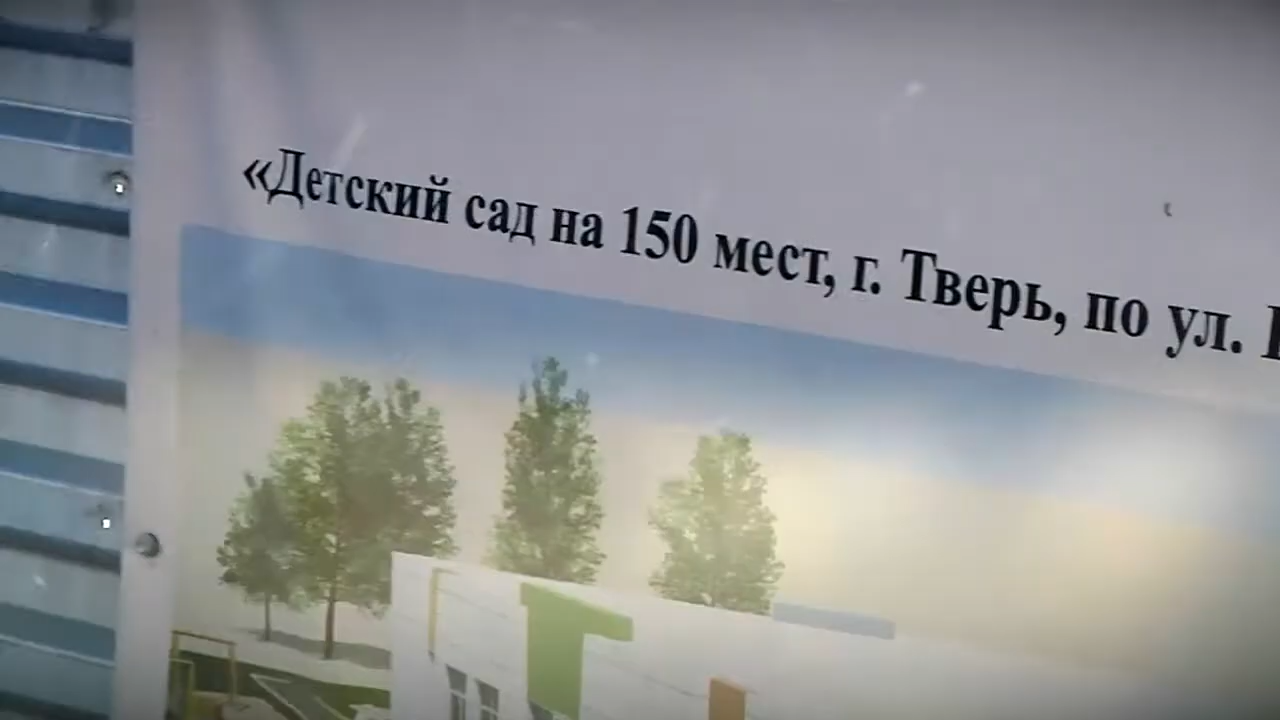 «Детский сад на 150 мест, г. Тверь, по ул.